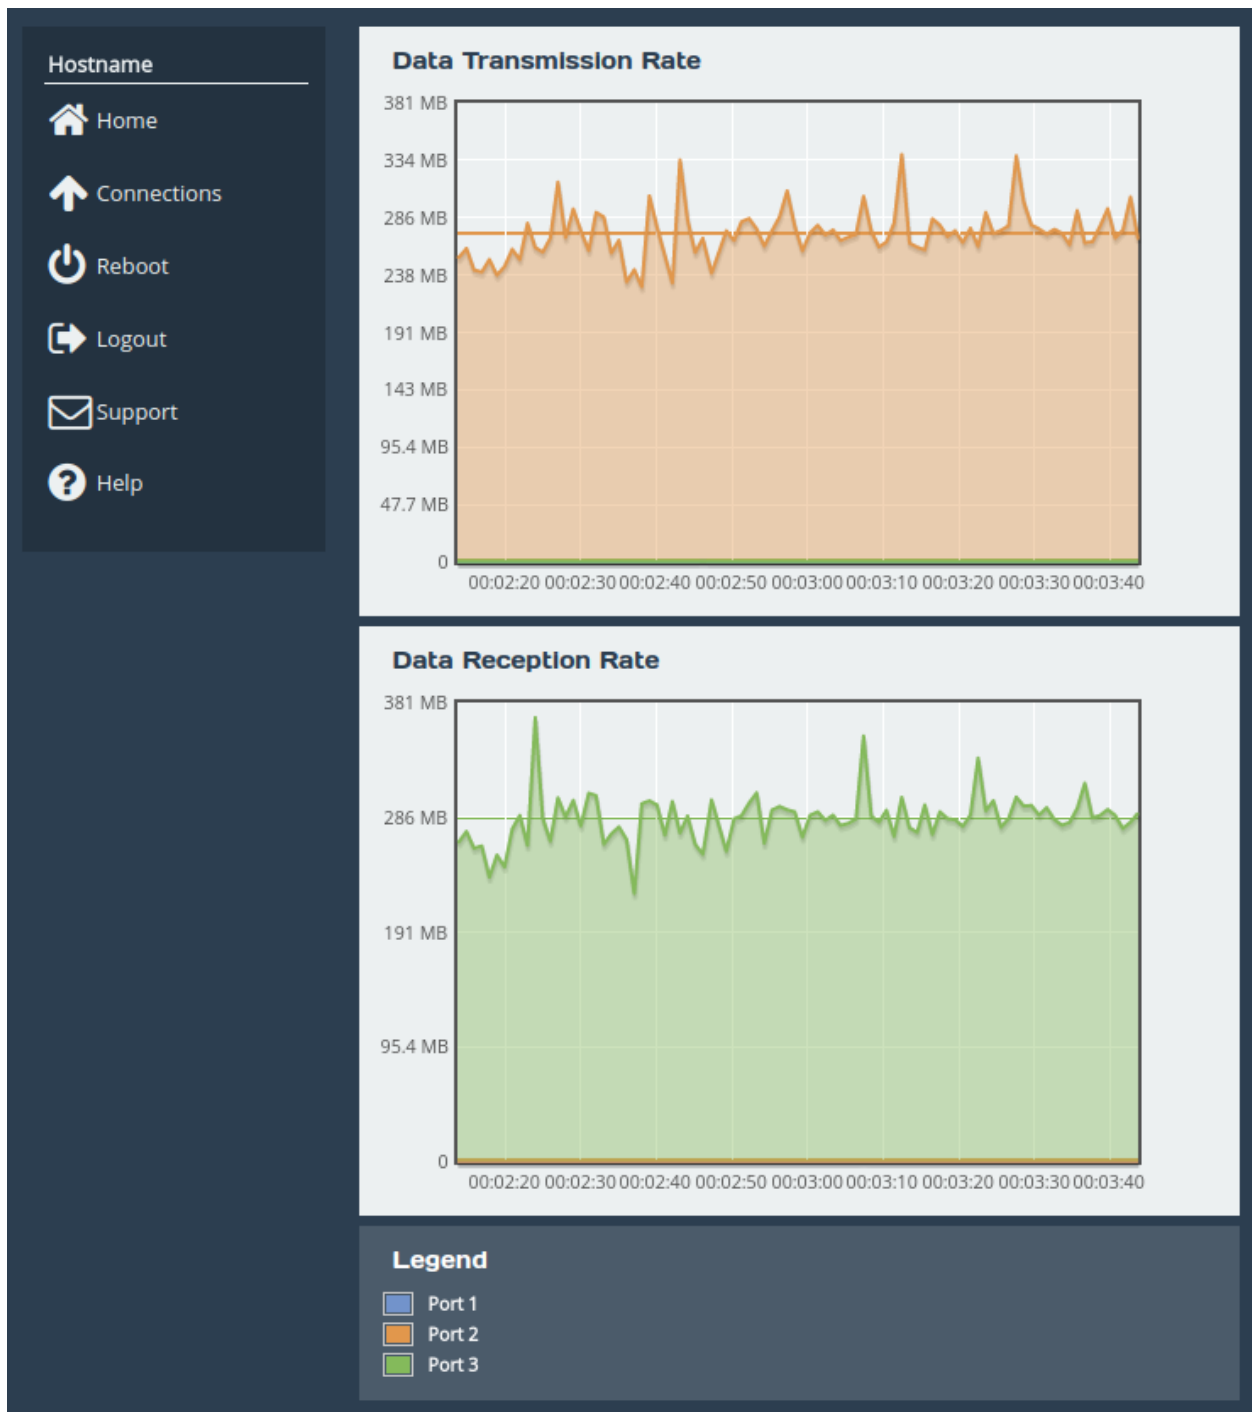 Hostname
Home
Connections
Reboot
Logout
Support
Help
Data Transmission Rate
381 MB
334 MB
286 MB
238 MB
191 MB
143 MB
95.4 MB
47.7 MB
0
00:02:20 00:02:30 00:02:40 00:02:50 00:03:00 00:03:10 00:03:20 00:03:30 00:03:40
Data Reception Rate
381 MB
286 MB
191 MB
95.4 MB
0
00:02:20 00:02:30 00:02:40 00:02:50 00:03:00 00:03:10 00:03:20 00:03:30 00:03:40
Legend
Port 1
Port 2
Port 3